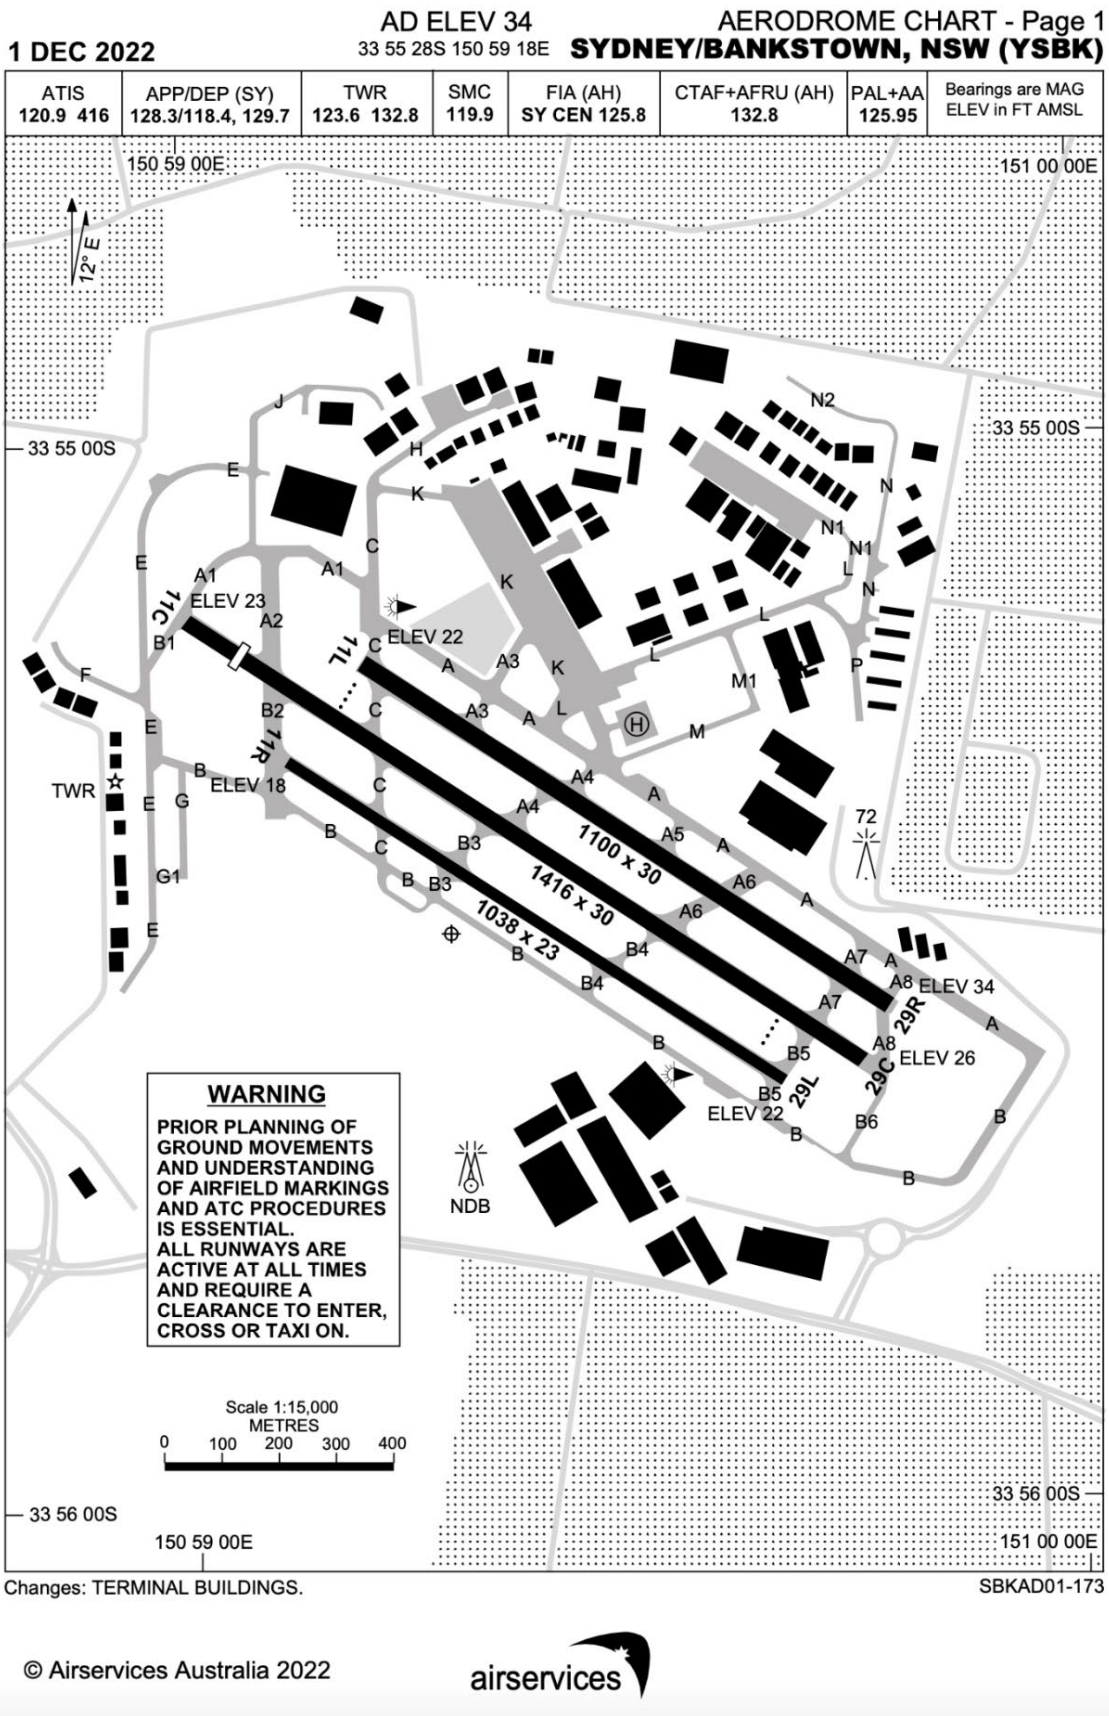 AD ELEV 34
AERODROME CHART - Page 1
1 DEC 2022
33 55 28S 150 59 18E
SYDNEY/BANKSTOWN, NSW (YSBK)
ATIS
120.9 416
APP/DEP (SY)
128.3/118.4, 129.7
TWR
123.6 132.8
SMC
119.9
FIA (AH)
SY CEN 125.8
CTAF+AFRU (AH)
132.8
PAL+AA
125.95
Bearings are MAG
ELEV in FT AMSL
150 59 00E
151 00 00E
12° E
J
N2
33 55 00S
33 55 00S
H
E
K
N
C
N1
N1
E
A1
A1
L
K
N
11C
ELEV 23
A2
ELEV 22
L
B1
11L
C
A
A3
K
L
P
F
M1
B2
C
A3
A
L
H
M
E
11R
B
ELEV 18
TWR
E
G
C
A4
A
A4
72
B
C
B3
1100 x 30
A5
A
G1
B
B3
1416 x 30
A6
A
A6
E
1038 x 23
B
B4
A7
A
A8
ELEV 34
B4
A7
29R
A
B
B5
A8
ELEV 26
29C
B5
29L
ELEV 22
B
B6
B
B
NDB
WARNING
PRIOR PLANNING OF
GROUND MOVEMENTS
AND UNDERSTANDING
OF AIRFIELD MARKINGS
AND ATC PROCEDURES
IS ESSENTIAL.
ALL RUNWAYS ARE
ACTIVE AT ALL TIMES
AND REQUIRE A
CLEARANCE TO ENTER,
CROSS OR TAXI ON.
Scale 1:15,000
METRES
0 100 200 300 400
33 56 00S
33 56 00S
150 59 00E
151 00 00E
Changes: TERMINAL BUILDINGS.
SBKAD01-173
© Airservices Australia 2022
airservices